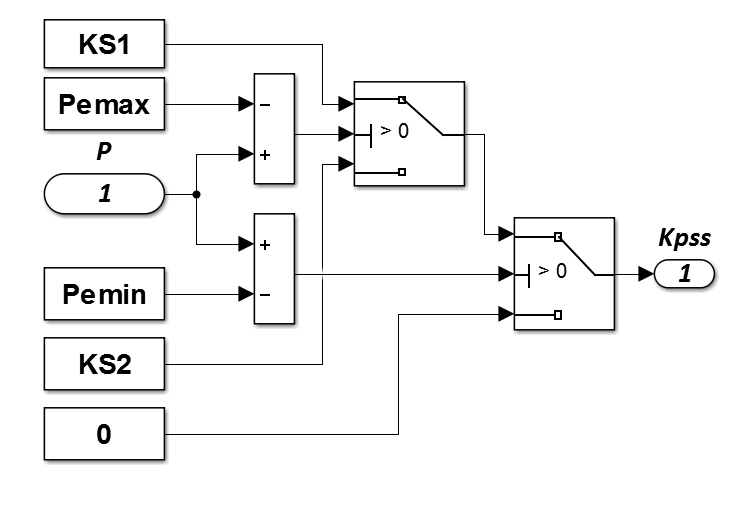 KS1
Pemax
−
> 0
P
+
1
Kpss
+
> 0
1
Pemin
−
KS2
0